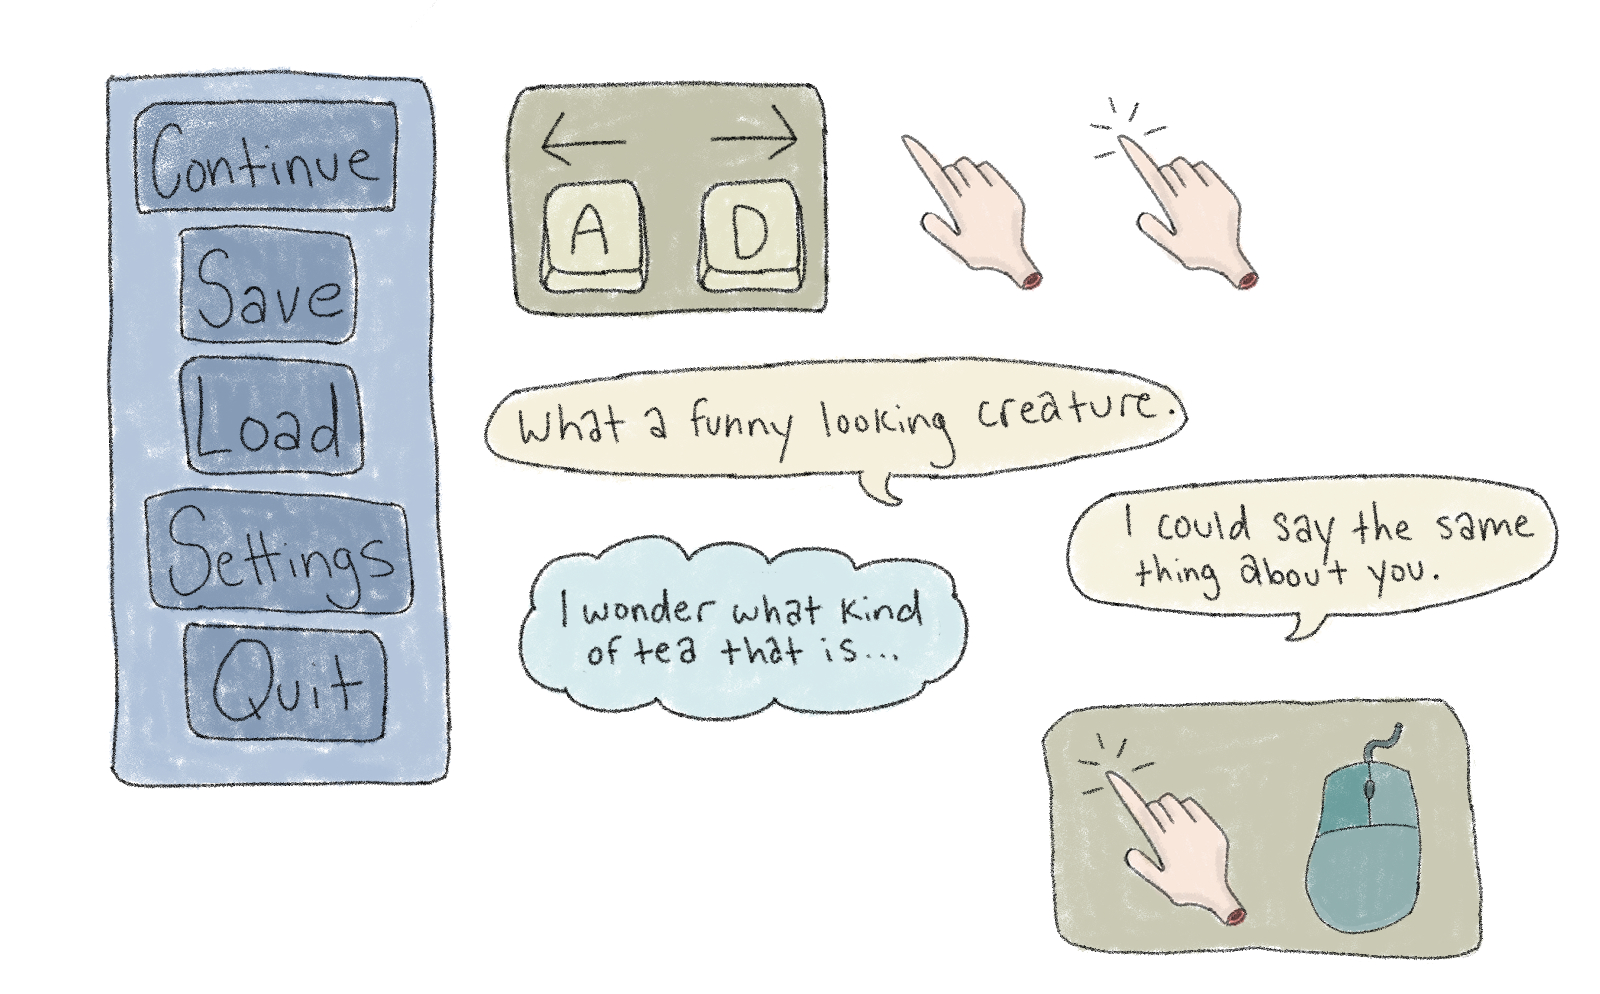 Continue
Save
Load
Settings
Quit
A D
What a funny looking creature.
I could say the same
thing about you.
I wonder what kind
of tea that is...